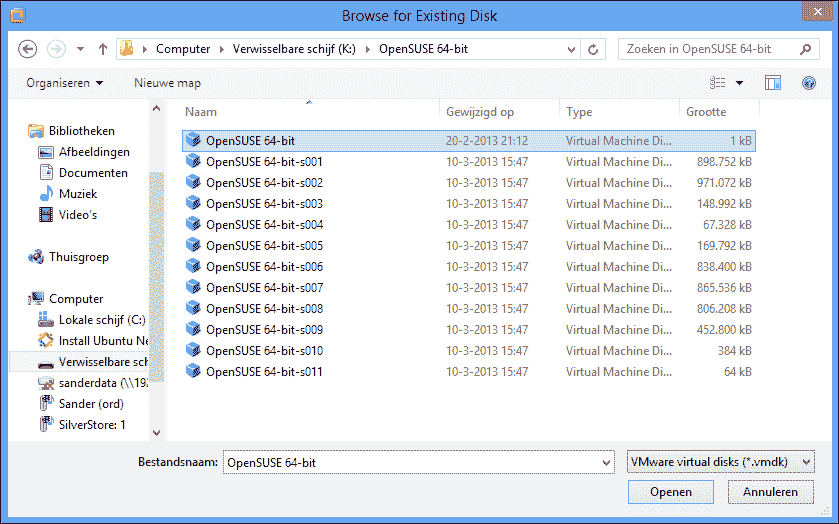 Browse for Existing Disk
Computer Verwisselbare schijf (K:) OpenSUSE 64-bit Zoeken in OpenSUSE 64-bit
Organiseren Nieuwe map
Naam Gewijzigd op Type Grootte
Bibliotheken
Afbeeldingen
Documenten
Muziek
Video's
Thuisgroep
Computer
Lokale schijf (C:)
Install Ubuntu Ne
Verwisselbare sch
sanderdata (\\192
Sander (ord)
SilverStore: 1
OpenSUSE 64-bit 20-2-2013 21:12 Virtual Machine Di... 1 kB
OpenSUSE 64-bit-s001 10-3-2013 15:47 Virtual Machine Di... 898.752 kB
OpenSUSE 64-bit-s002 10-3-2013 15:47 Virtual Machine Di... 971.072 kB
OpenSUSE 64-bit-s003 10-3-2013 15:47 Virtual Machine Di... 148.992 kB
OpenSUSE 64-bit-s004 10-3-2013 15:47 Virtual Machine Di... 67.328 kB
OpenSUSE 64-bit-s005 10-3-2013 15:47 Virtual Machine Di... 169.792 kB
OpenSUSE 64-bit-s006 10-3-2013 15:47 Virtual Machine Di... 838.400 kB
OpenSUSE 64-bit-s007 10-3-2013 15:47 Virtual Machine Di... 865.536 kB
OpenSUSE 64-bit-s008 10-3-2013 15:47 Virtual Machine Di... 806.208 kB
OpenSUSE 64-bit-s009 10-3-2013 15:47 Virtual Machine Di... 452.800 kB
OpenSUSE 64-bit-s010 10-3-2013 15:47 Virtual Machine Di... 384 kB
OpenSUSE 64-bit-s011 10-3-2013 15:47 Virtual Machine Di... 64 kB
Bestandsnaam: OpenSUSE 64-bit VMware virtual disks (*.vmdk)
Openen Annuleren